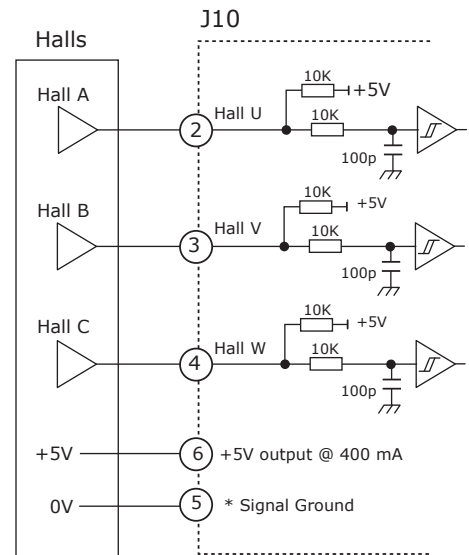 J10
Halls
Hall A
2
Hall U
10K
+5V
10K
100p
Hall B
3
Hall V
10K
+5V
10K
100p
Hall C
4
Hall W
10K
+5V
10K
100p
+5V
6
+5V output @ 400 mA
0V
5
* Signal Ground